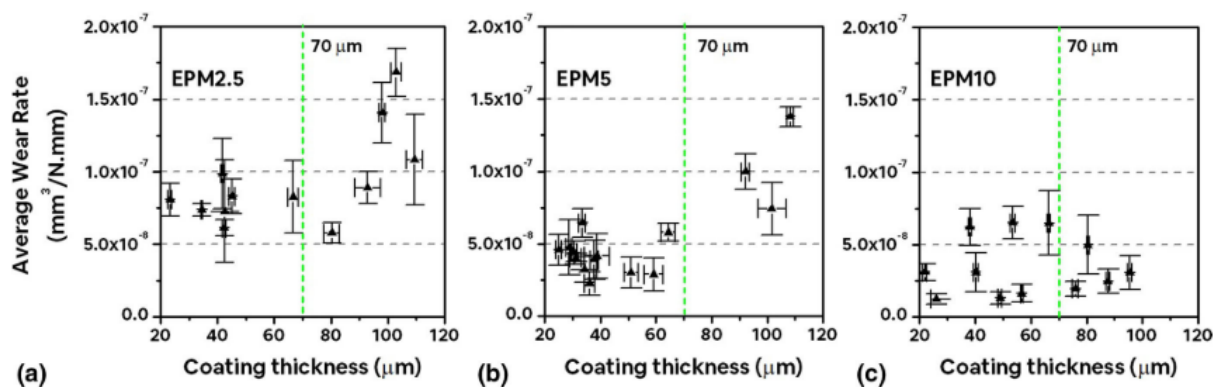 Average Wear Rate
(mm³/N.mm)
2.0x10⁻⁷
1.5x10⁻⁷
1.0x10⁻⁷
5.0x10⁻⁸
0.0
EPM2.5
70 μm
20 40 60 80 100 120
(a) Coating thickness (μm)
2.0x10⁻⁷
1.5x10⁻⁷
1.0x10⁻⁷
5.0x10⁻⁸
0.0
EPM5
70 μm
20 40 60 80 100 120
(b) Coating thickness (μm)
2.0x10⁻⁷
1.5x10⁻⁷
1.0x10⁻⁷
5.0x10⁻⁸
0.0
EPM10
70 μm
20 40 60 80 100 120
(c) Coating thickness (μm)